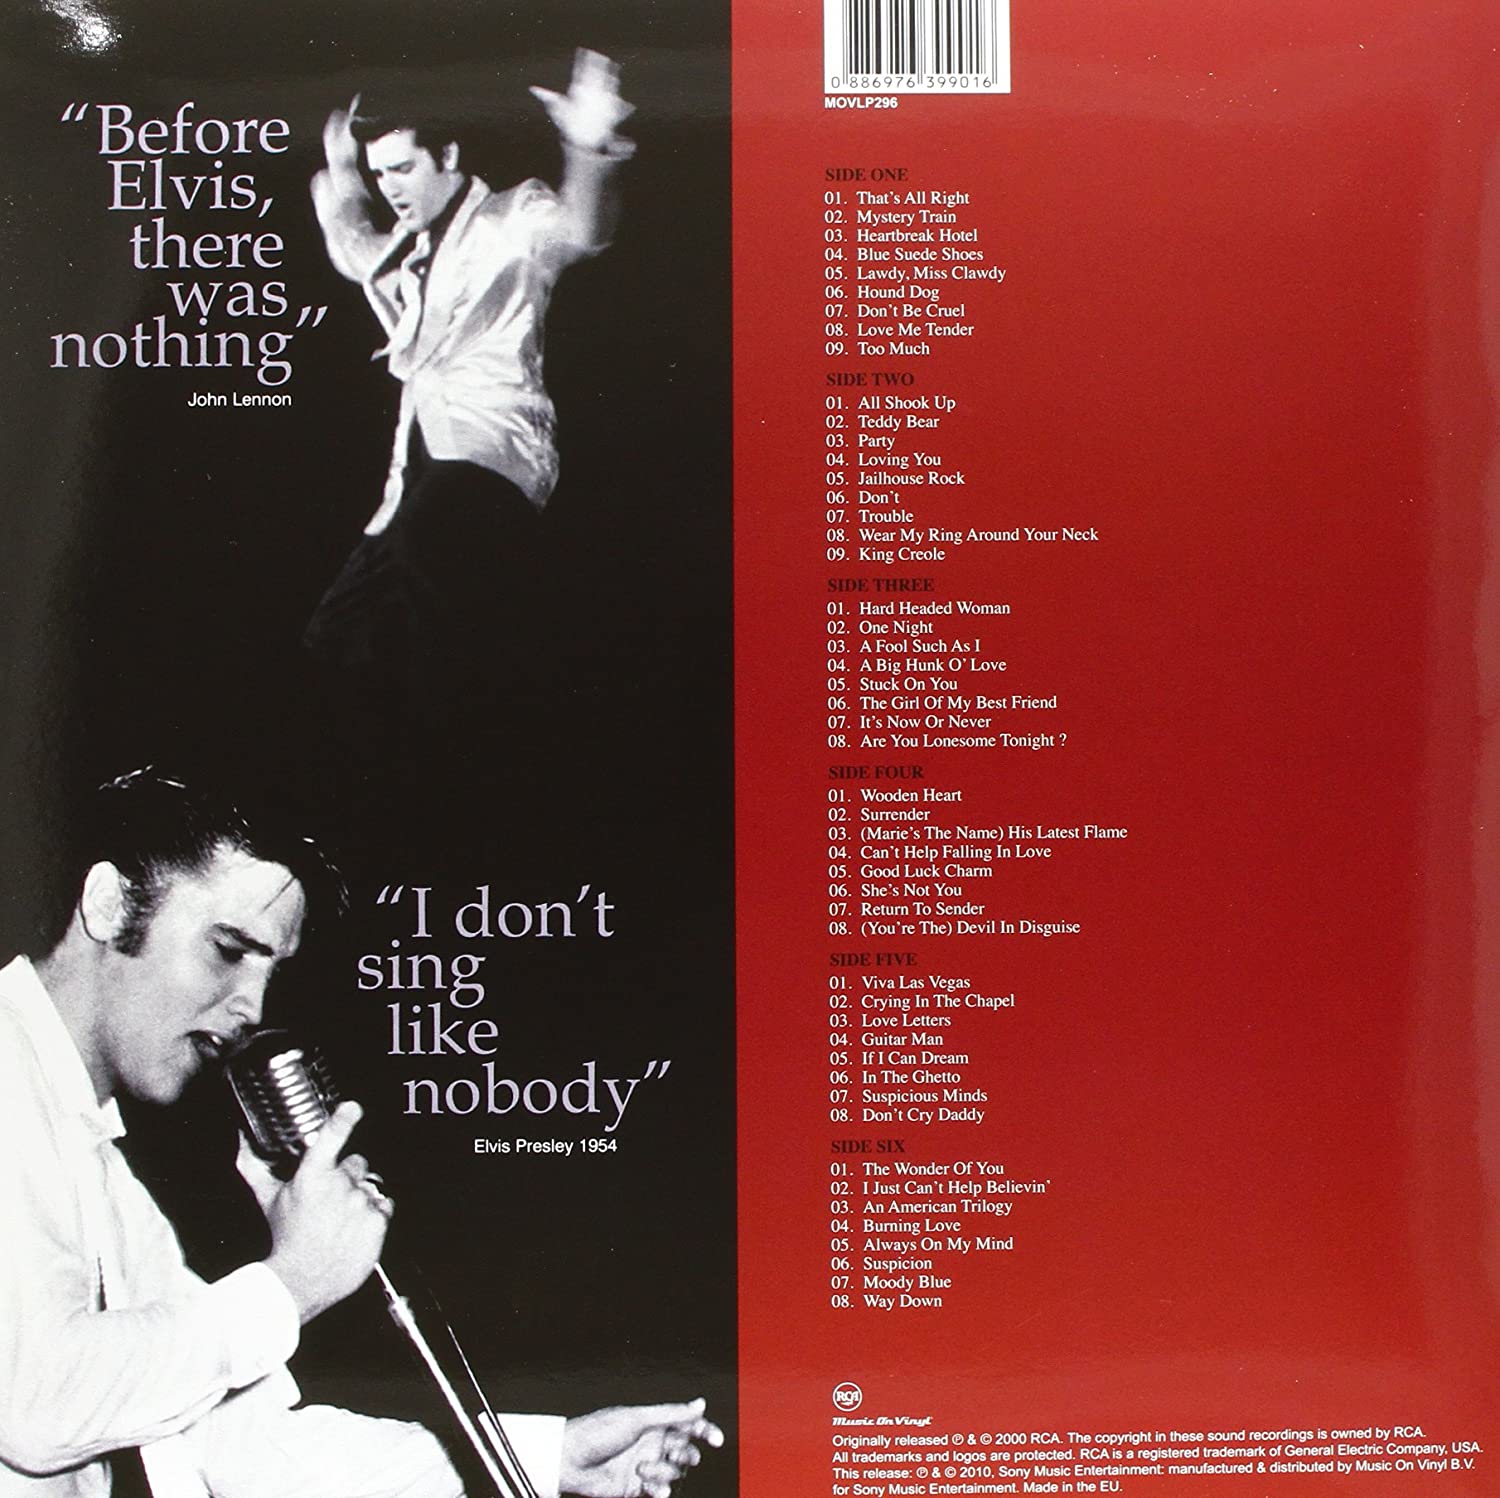 “Before
Elvis,
there
was
nothing”
John Lennon
“I don’t
sing
like
nobody”
Elvis Presley 1954
0 886976 399016
MOVLP296
SIDE ONE
01. That’s All Right
02. Mystery Train
03. Heartbreak Hotel
04. Blue Suede Shoes
05. Lawdy, Miss Clawdy
06. Hound Dog
07. Don’t Be Cruel
08. Love Me Tender
09. Too Much
SIDE TWO
01. All Shook Up
02. Teddy Bear
03. Party
04. Loving You
05. Jailhouse Rock
06. Don’t
07. Trouble
08. Wear My Ring Around Your Neck
09. King Creole
SIDE THREE
01. Hard Headed Woman
02. One Night
03. A Fool Such As I
04. A Big Hunk O’ Love
05. Stuck On You
06. The Girl Of My Best Friend
07. It’s Now Or Never
08. Are You Lonesome Tonight ?
SIDE FOUR
01. Wooden Heart
02. Surrender
03. (Marie’s The Name) His Latest Flame
04. Can’t Help Falling In Love
05. Good Luck Charm
06. She’s Not You
07. Return To Sender
08. (You’re The) Devil In Disguise
SIDE FIVE
01. Viva Las Vegas
02. Crying In The Chapel
03. Love Letters
04. Guitar Man
05. If I Can Dream
06. In The Ghetto
07. Suspicious Minds
08. Don’t Cry Daddy
SIDE SIX
01. The Wonder Of You
02. I Just Can’t Help Believin’
03. An American Trilogy
04. Burning Love
05. Always On My Mind
06. Suspicion
07. Moody Blue
08. Way Down
RCA
Music On Vinyl
Originally released ℗ & © 2000 RCA. The copyright in these sound recordings is owned by RCA.
All trademarks and logos are protected. RCA is a registered trademark of General Electric Company, USA.
This release: ℗ & © 2010, Sony Music Entertainment: manufactured & distributed by Music On Vinyl B.V.
for Sony Music Entertainment. Made in the EU.